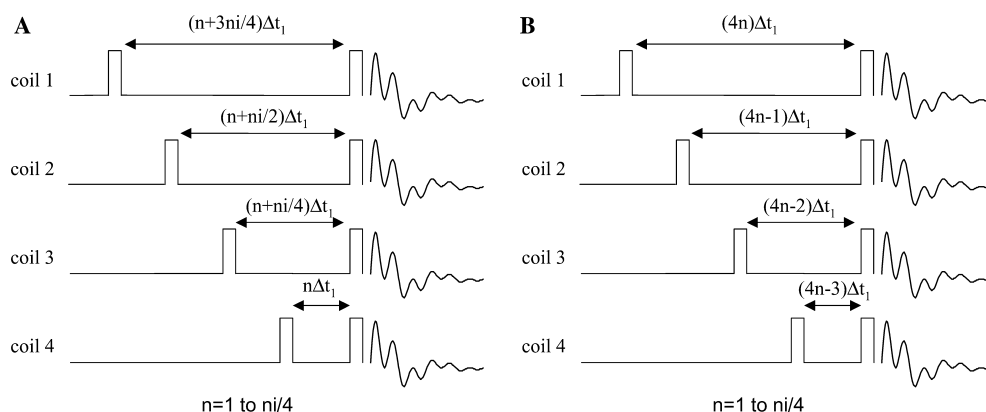 A
(n+3ni/4)Δt₁
coil 1
(n+ni/2)Δt₁
coil 2
(n+ni/4)Δt₁
coil 3
nΔt₁
coil 4
n=1 to ni/4
B
(4n)Δt₁
coil 1
(4n-1)Δt₁
coil 2
(4n-2)Δt₁
coil 3
(4n-3)Δt₁
coil 4
n=1 to ni/4